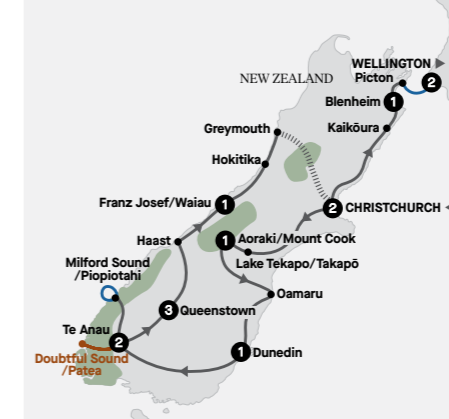 WELLINGTON
Picton
2
NEW ZEALAND
Blenheim
1
Kaikōura
Greymouth
Hokitika
Franz Josef/Waiau
1
2
CHRISTCHURCH
Haast
1
Aoraki/Mount Cook
Lake Tekapo/Takapō
Milford Sound
/Piopiotahi
Oamaru
3
Queenstown
Te Anau
2
Doubtful Sound
/Patea
1
Dunedin